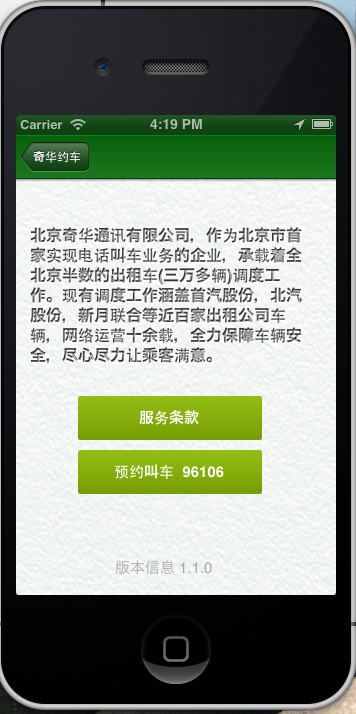 Carrier 4:19 PM
奇华约车
北京奇华通讯有限公司，作为北京市首
家实现电话叫车业务的企业，承载着全
北京半数的出租车(三万多辆)调度工
作。现有调度工作涵盖首汽股份，北汽
股份，新月联合等近百家出租公司车
辆，网络运营十余载，全力保障车辆安
全，尽心尽力让乘客满意。
服务条款
预约叫车 96106
版本信息 1.1.0